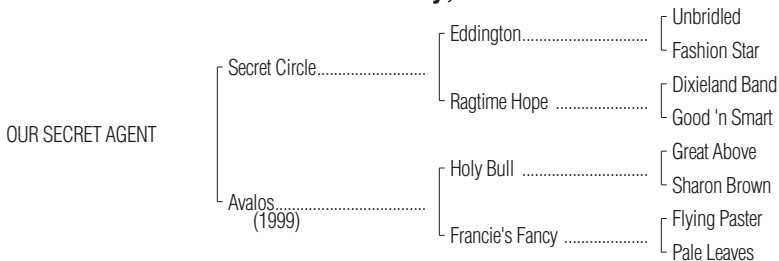 Unbridled
Eddington
Fashion Star
Secret Circle
Dixieland Band
Ragtime Hope
Good 'n Smart
OUR SECRET AGENT
Great Above
Holy Bull
Sharon Brown
Avalos
(1999)
Flying Paster
Francie's Fancy
Pale Leaves